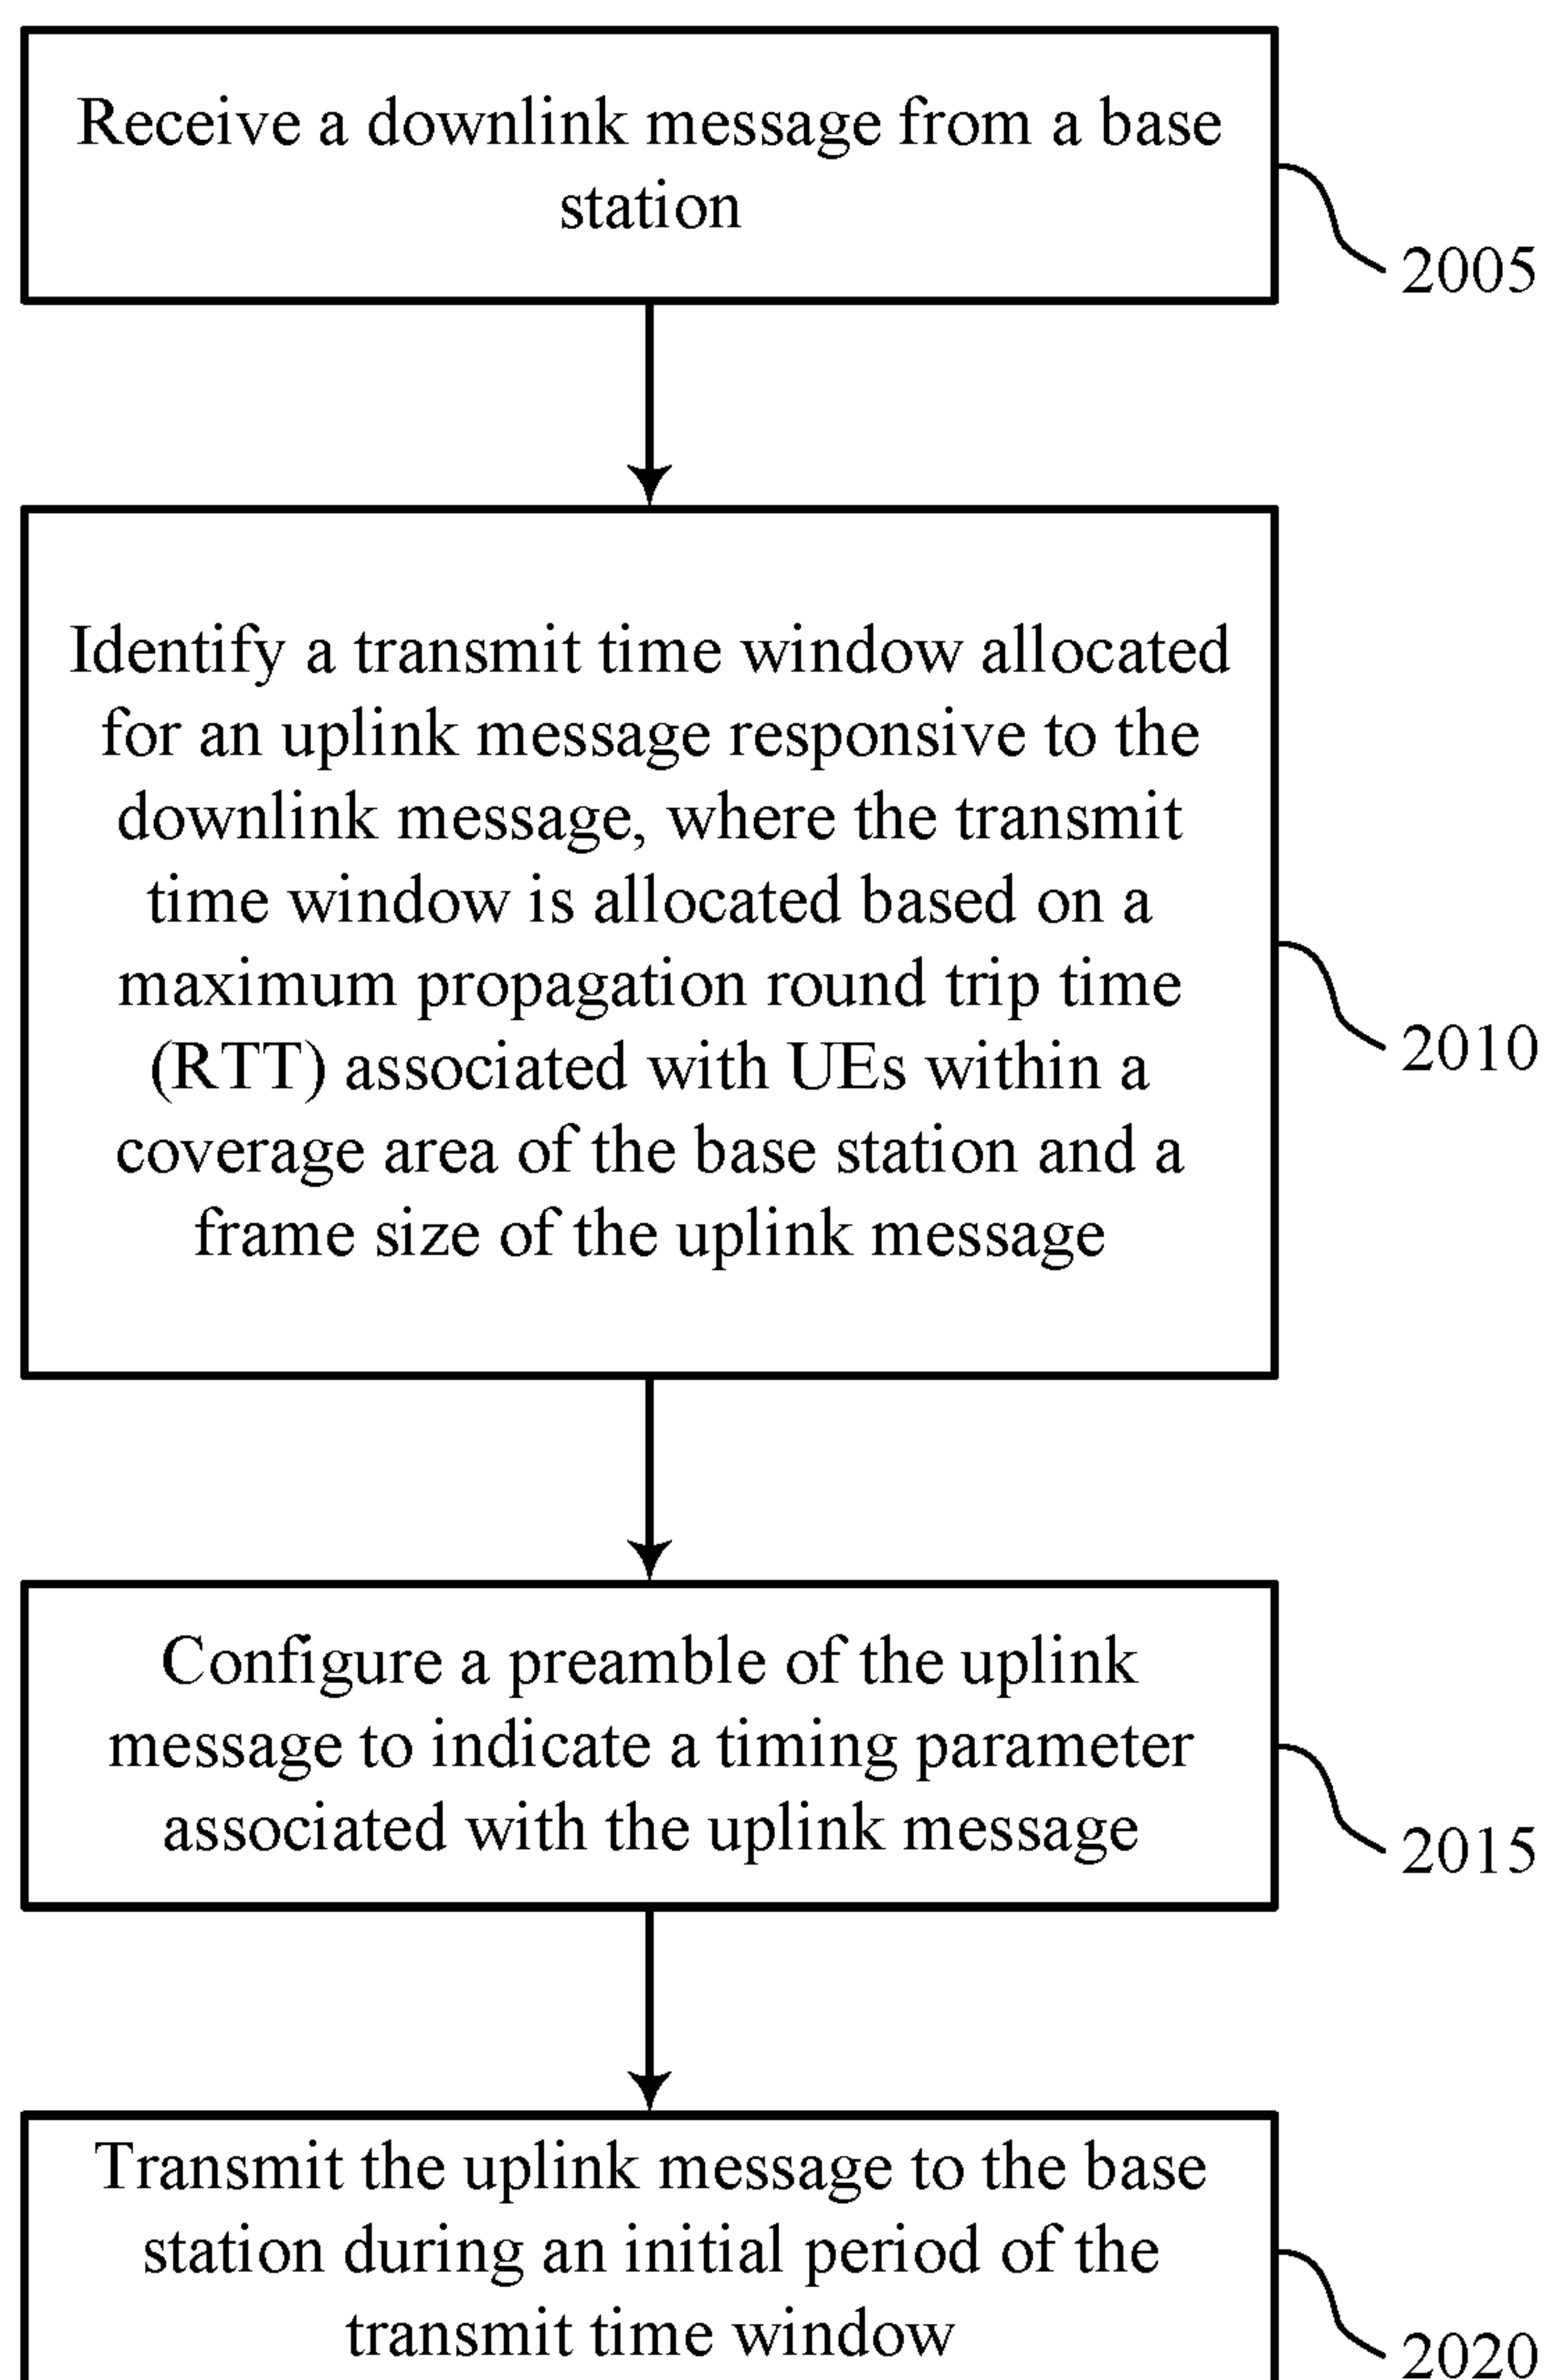 Receive a downlink message from a base
station
2005
Identify a transmit time window allocated
for an uplink message responsive to the
downlink message, where the transmit
time window is allocated based on a
maximum propagation round trip time
(RTT) associated with UEs within a
coverage area of the base station and a
frame size of the uplink message
2010
Configure a preamble of the uplink
message to indicate a timing parameter
associated with the uplink message
2015
Transmit the uplink message to the base
station during an initial period of the
transmit time window
2020